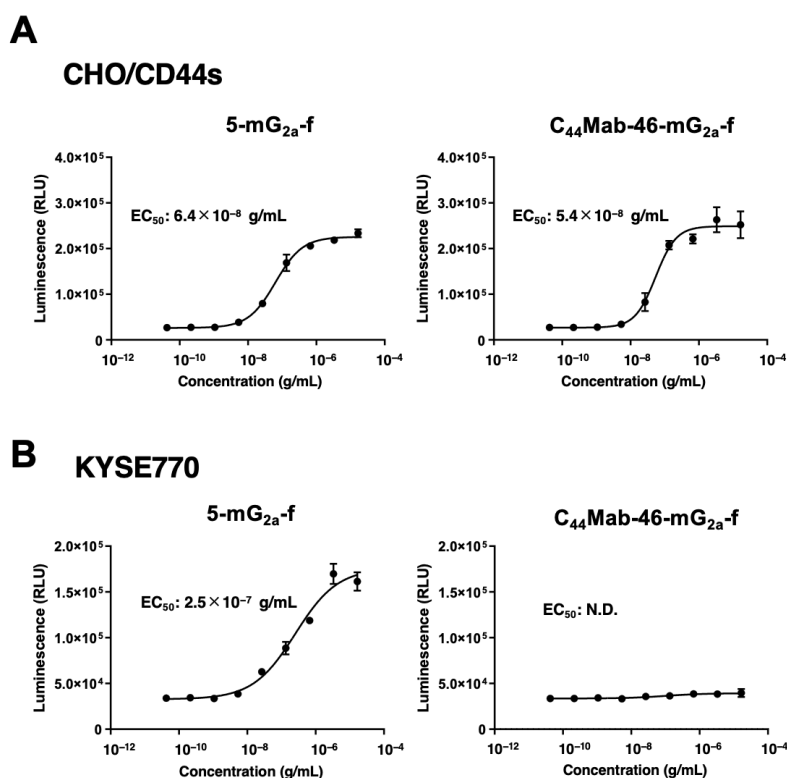 A
CHO/CD44s
5-mG₂ₐ-f
Luminescence (RLU)
4.0×10⁵
3.0×10⁵
2.0×10⁵
1.0×10⁵
0
EC₅₀: 6.4×10⁻⁸ g/mL
10⁻¹² 10⁻¹⁰ 10⁻⁸ 10⁻⁶ 10⁻⁴
Concentration (g/mL)
C₄₄Mab-46-mG₂ₐ-f
Luminescence (RLU)
4.0×10⁵
3.0×10⁵
2.0×10⁵
1.0×10⁵
0
EC₅₀: 5.4×10⁻⁸ g/mL
10⁻¹² 10⁻¹⁰ 10⁻⁸ 10⁻⁶ 10⁻⁴
Concentration (g/mL)
B
KYSE770
5-mG₂ₐ-f
Luminescence (RLU)
2.0×10⁵
1.5×10⁵
1.0×10⁵
5.0×10⁴
0
EC₅₀: 2.5×10⁻⁷ g/mL
10⁻¹² 10⁻¹⁰ 10⁻⁸ 10⁻⁶ 10⁻⁴
Concentration (g/mL)
C₄₄Mab-46-mG₂ₐ-f
Luminescence (RLU)
2.0×10⁵
1.5×10⁵
1.0×10⁵
5.0×10⁴
0
EC₅₀: N.D.
10⁻¹² 10⁻¹⁰ 10⁻⁸ 10⁻⁶ 10⁻⁴
Concentration (g/mL)